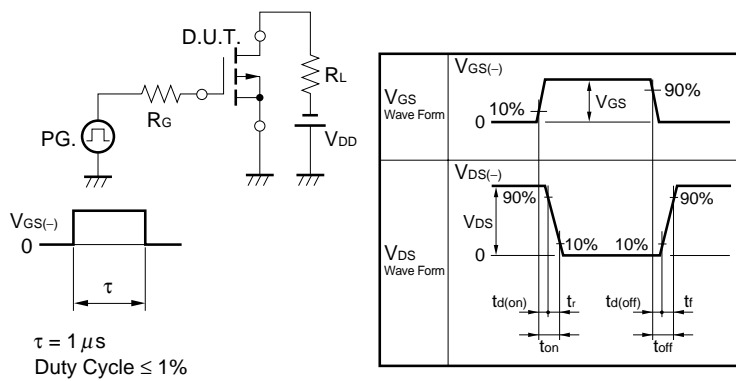 D.U.T.
RL
RG
PG.
VDD
VGS(−)
0
τ
τ = 1 μs
Duty Cycle ≤ 1%
VGS
Wave Form
VGS(−)
10%
VGS
90%
0
VDS
Wave Form
VDS(−)
90%
VDS
90%
10% 10%
0
td(on) tr td(off) tf
ton toff